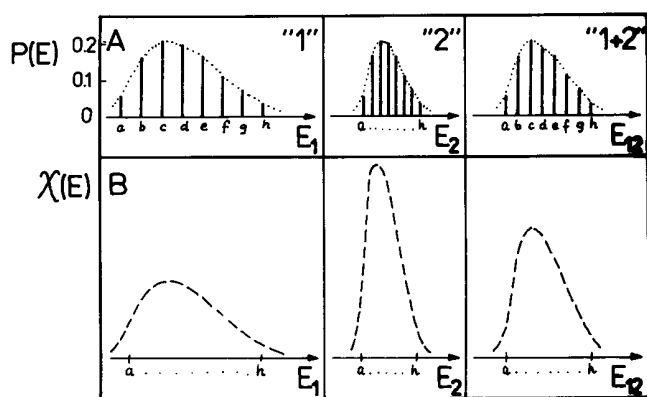 A "1" "2" "1+2"
P(E) 0.2
0.1
0
a b c d e f g h a.......h a b c d e f g h
E₁ E₂ E₁₂
χ(E) B
a . . . . . . . . h a.....h a.......h
E₁ E₂ E₁₂